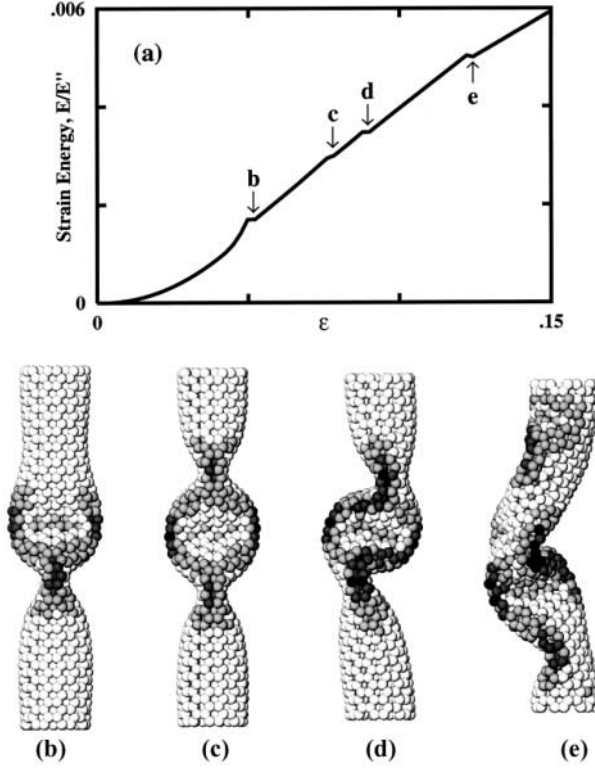 .006
(a)
Strain Energy, E/E"
b
c
d
e
0
0
ε
.15
(b)
(c)
(d)
(e)